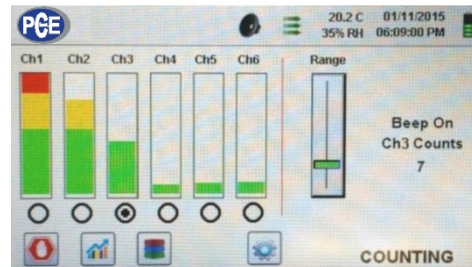 PCE
20.2 C 01/11/2015
35% RH 06:09:00 PM
Ch1 Ch2 Ch3 Ch4 Ch5 Ch6 Range
Beep On
Ch3 Counts
7
COUNTING